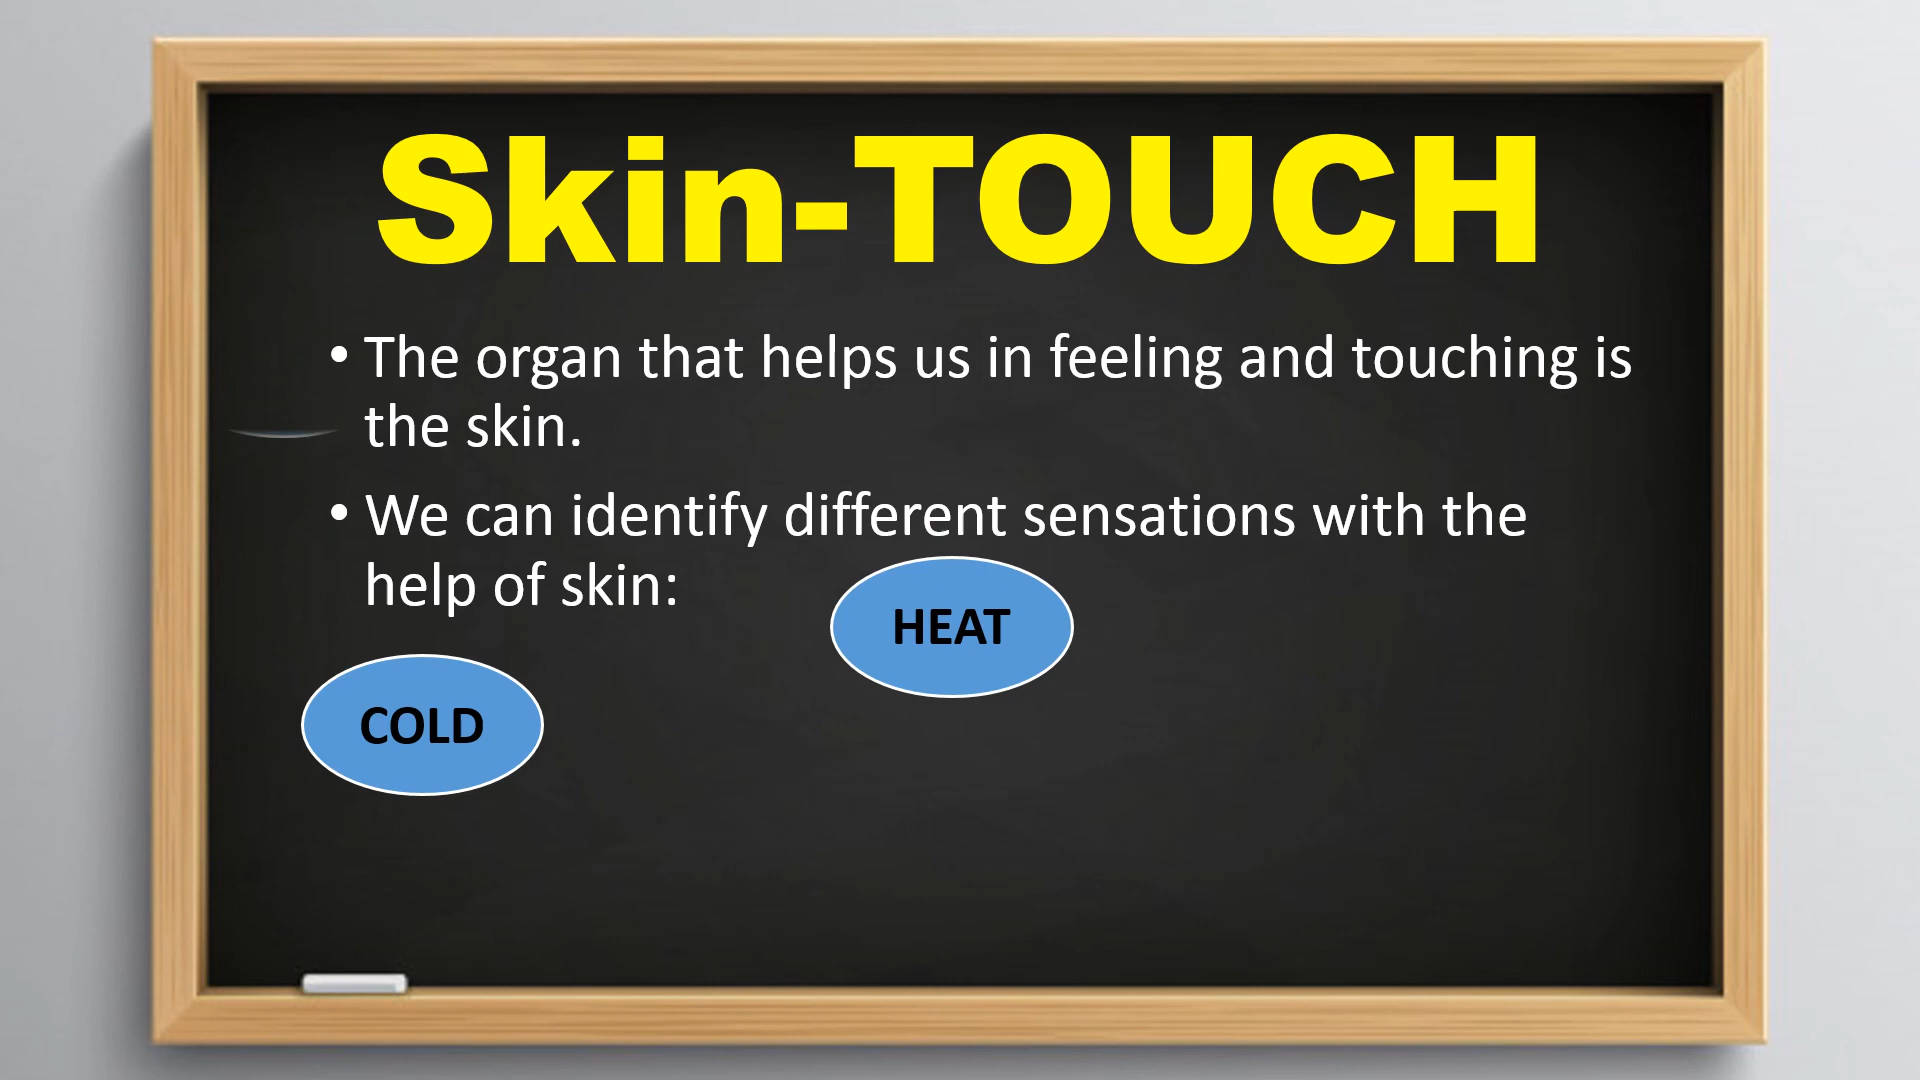 Skin-TOUCH
• The organ that helps us in feeling and touching is
the skin.
• We can identify different sensations with the
help of skin:
HEAT
COLD